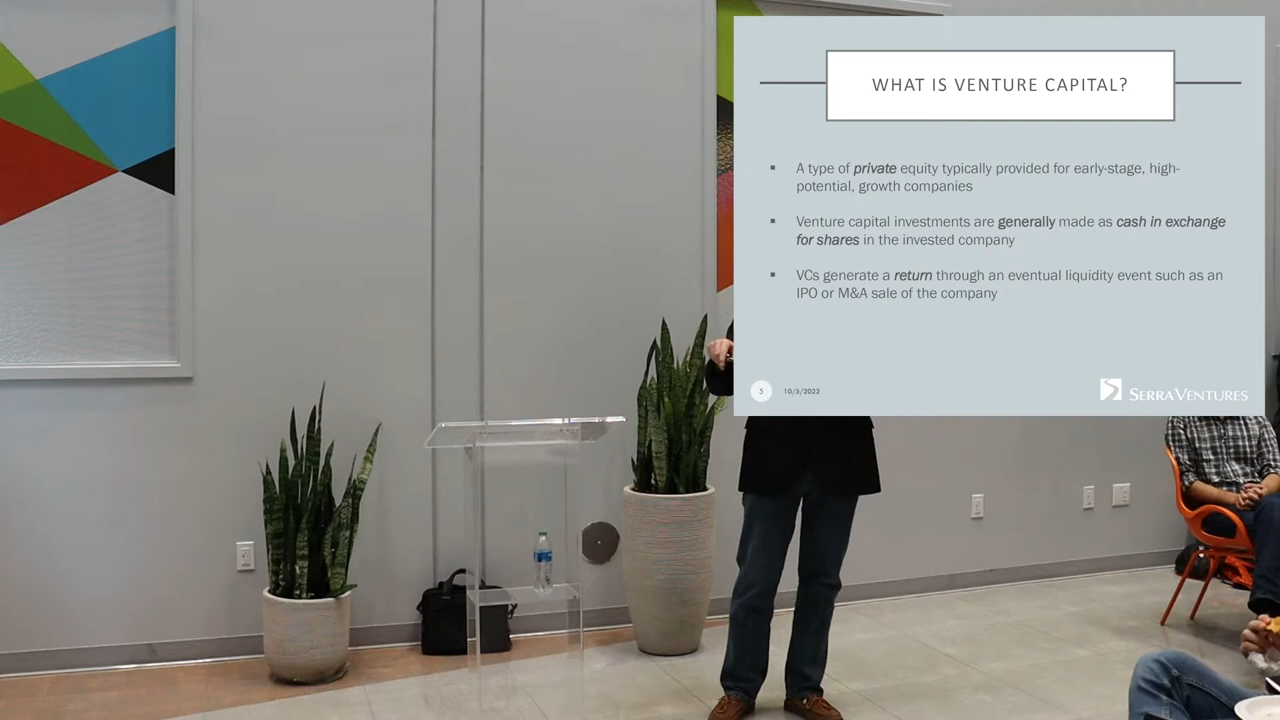 WHAT IS VENTURE CAPITAL?
▪ A type of private equity typically provided for early-stage, high-
potential, growth companies
▪ Venture capital investments are generally made as cash in exchange
for shares in the invested company
▪ VCs generate a return through an eventual liquidity event such as an
IPO or M&A sale of the company
5 10/5/2022
SERRAVENTURES